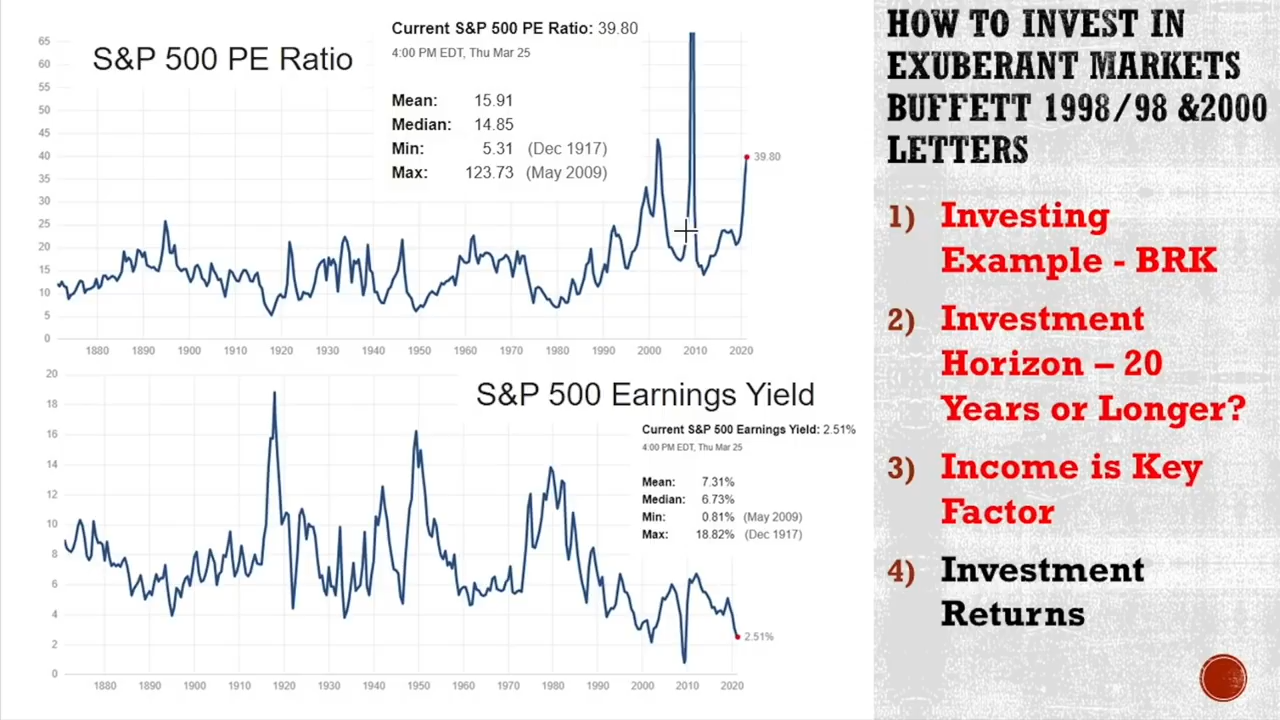 S&P 500 PE Ratio
Current S&P 500 PE Ratio: 39.80
4:00 PM EDT, Thu Mar 25
Mean: 15.91
Median: 14.85
Min: 5.31 (Dec 1917)
Max: 123.73 (May 2009)
65
60
55
50
45
40
35
30
25
20
15
10
5
0
39.80
1880 1890 1900 1910 1920 1930 1940 1950 1960 1970 1980 1990 2000 2010 2020
S&P 500 Earnings Yield
Current S&P 500 Earnings Yield: 2.51%
4:00 PM EDT, Thu Mar 25
Mean: 7.31%
Median: 6.73%
Min: 0.81% (May 2009)
Max: 18.82% (Dec 1917)
20
18
16
14
12
10
8
6
4
2
0
2.51%
1880 1890 1900 1910 1920 1930 1940 1950 1960 1970 1980 1990 2000 2010 2020
HOW TO INVEST IN
EXUBERANT MARKETS
BUFFETT 1998/98 &2000
LETTERS
1) Investing
Example - BRK
2) Investment
Horizon – 20
Years or Longer?
3) Income is Key
Factor
4) Investment
Returns